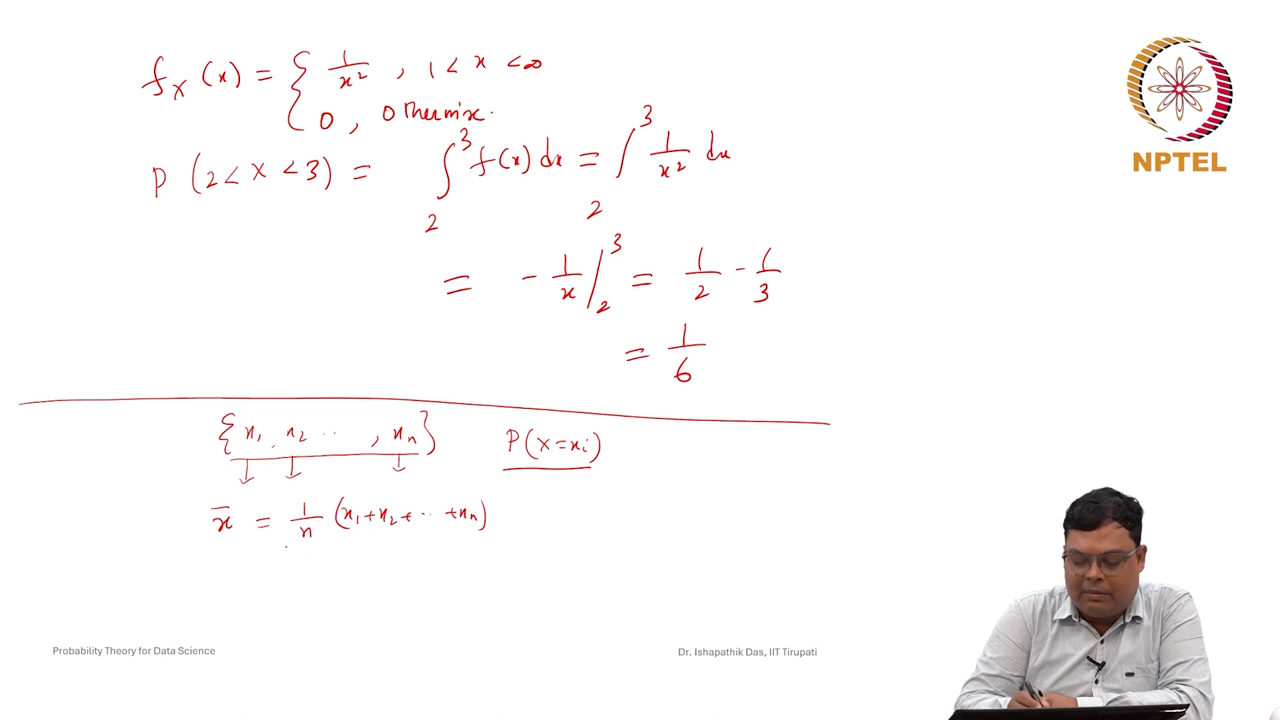 f_X (x) = { 1/x² , 1 < x < ∞
0 , otherwise.
P (2 < X < 3) = ∫₂³ f(x) dx = ∫₂³ 1/x² dx
= - 1/x |₂³ = 1/2 - 1/3
= 1/6
{x₁, x₂ ... , xₙ} P(X=xᵢ)
x̄ = 1/n (x₁+x₂+ ... +xₙ)
NPTEL
Probability Theory for Data Science
Dr. Ishapathik Das, IIT Tirupati